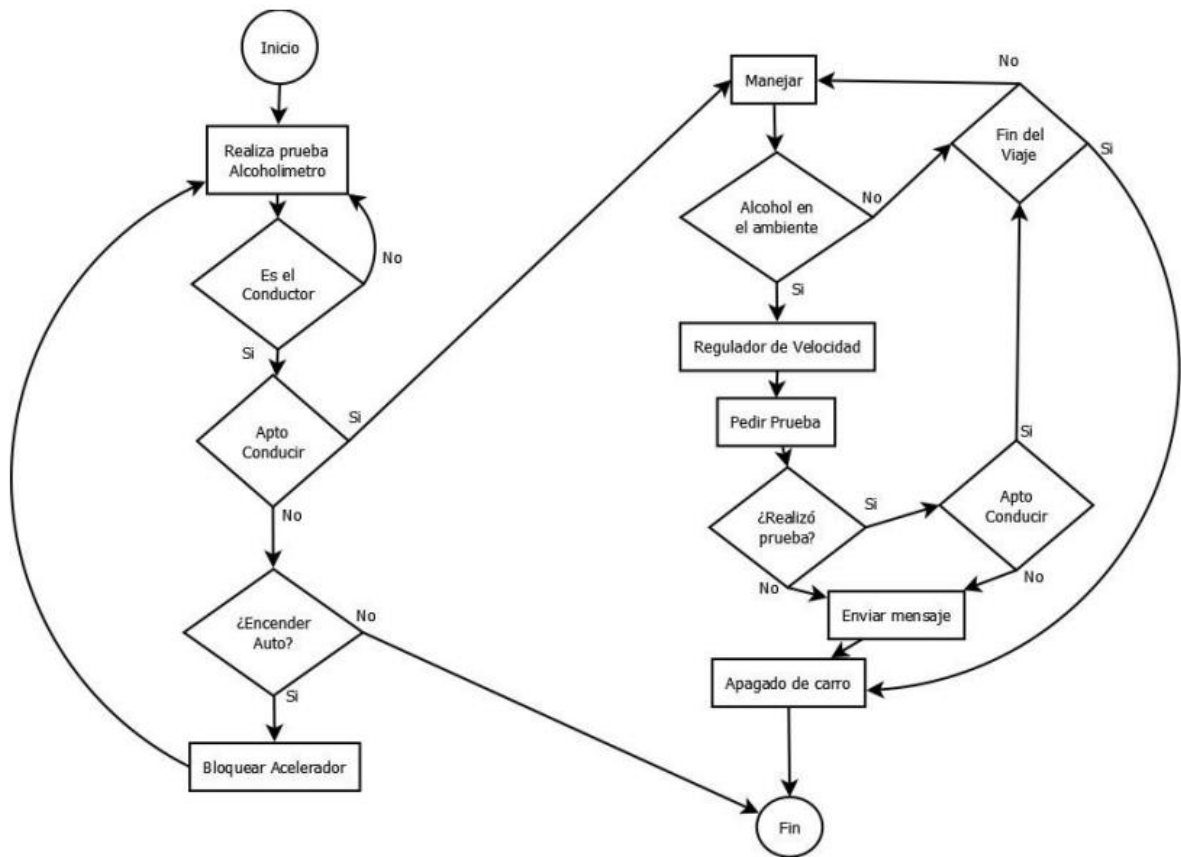 Inicio
Realiza prueba
Alcoholimetro
Es el
Conductor
No
Si
Apto
Conducir
Si
No
¿Encender
Auto?
No
Si
Bloquear Acelerador
Manejar
No
Fin del
Viaje
Si
Alcohol en
el ambiente
No
Si
Regulador de Velocidad
Pedir Prueba
¿Realizó
prueba?
Si
No
Si
Apto
Conducir
No
Enviar mensaje
Apagado de carro
Fin